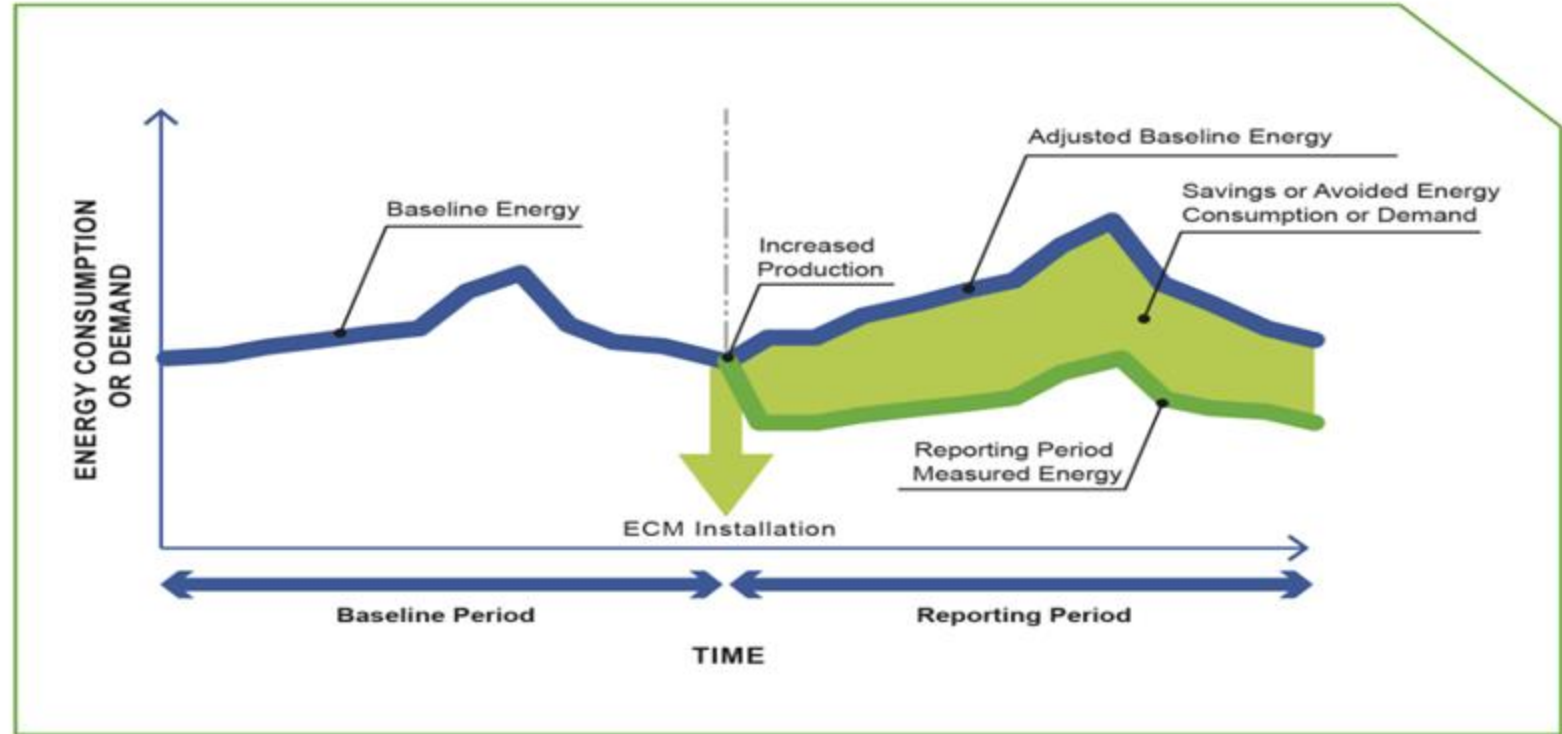 Adjusted Baseline Energy
Savings or Avoided Energy
Consumption or Demand
Baseline Energy
Increased
Production
ENERGY CONSUMPTION
OR DEMAND
Reporting Period
Measured Energy
ECM Installation
Baseline Period
Reporting Period
TIME